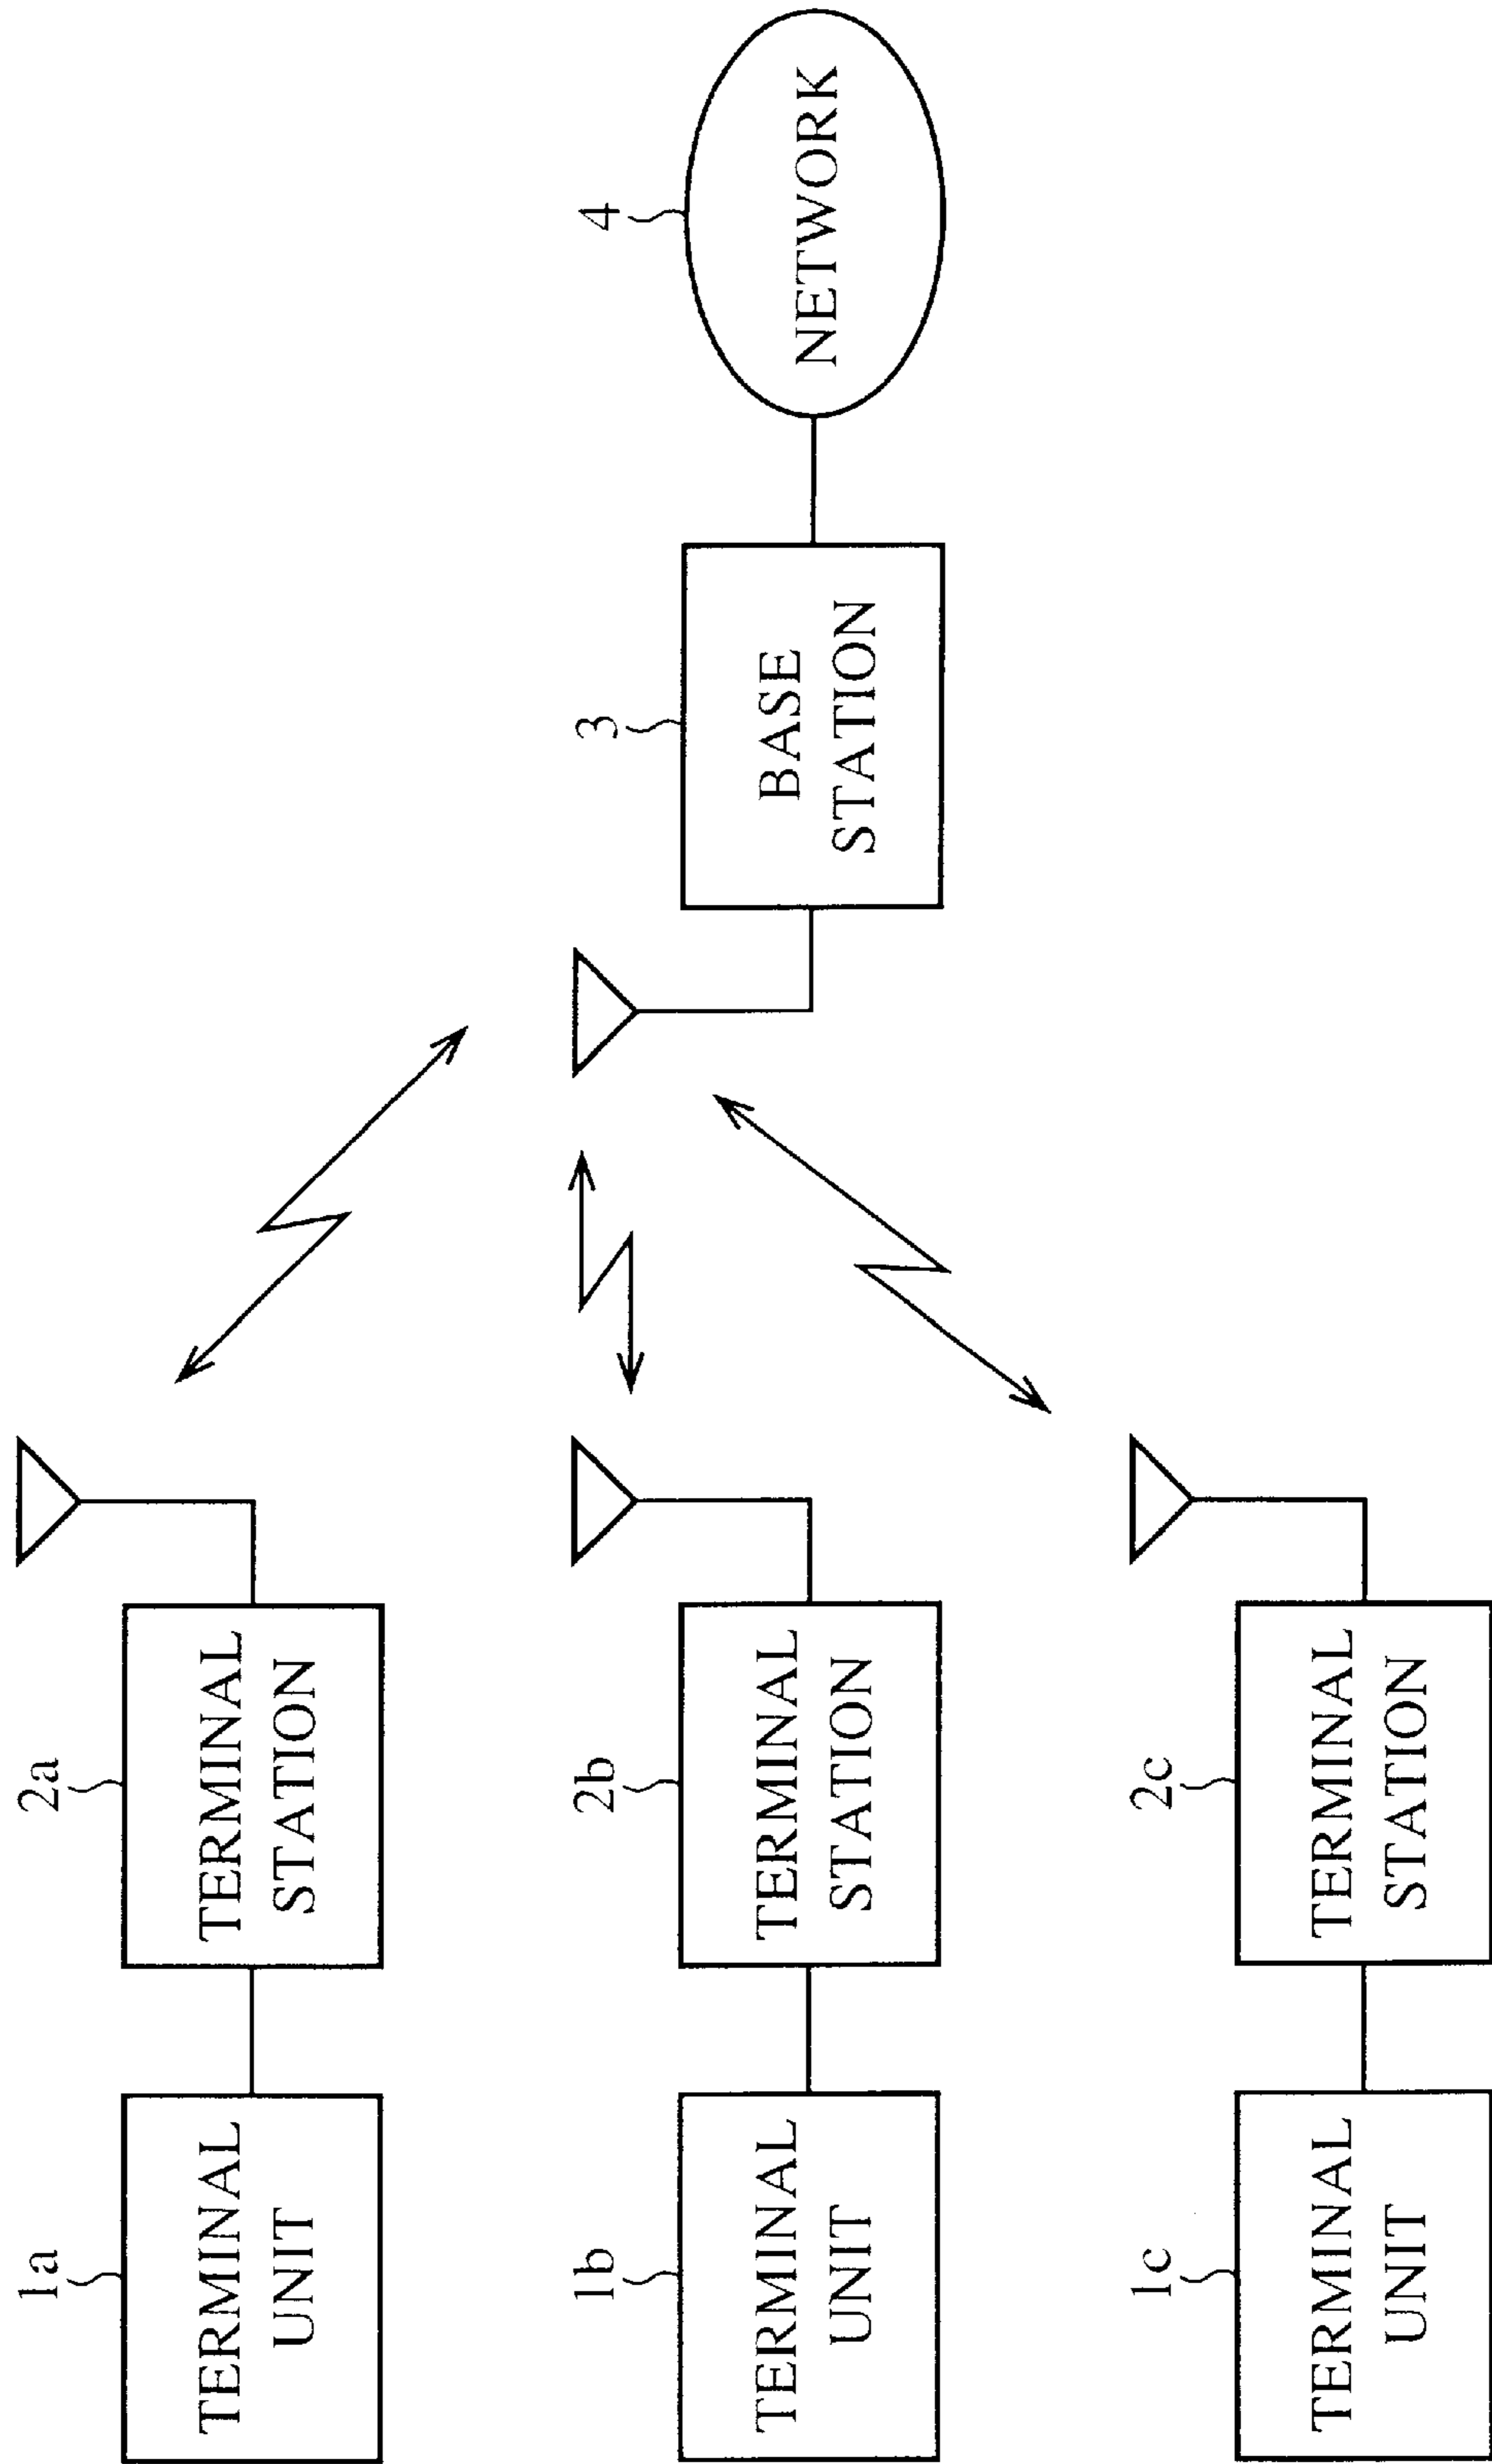 1a
TERMINAL
UNIT
2a
TERMINAL
STATION
1b
TERMINAL
UNIT
2b
TERMINAL
STATION
3
BASE
STATION
4
NETWORK
1c
TERMINAL
UNIT
2c
TERMINAL
STATION